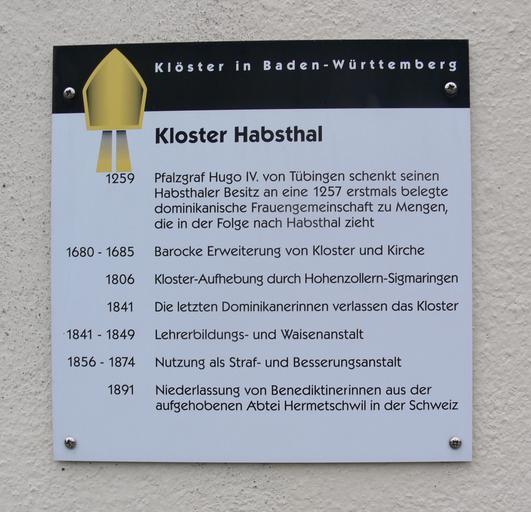 Klöster in Baden-Württemberg
Kloster Habsthal
1259 Pfalzgraf Hugo IV. von Tübingen schenkt seinen
Habsthaler Besitz an eine 1257 erstmals belegte
dominikanische Frauengemeinschaft zu Mengen,
die in der Folge nach Habsthal zieht
1680 - 1685 Barocke Erweiterung von Kloster und Kirche
1806 Kloster-Aufhebung durch Hohenzollern-Sigmaringen
1841 Die letzten Dominikanerinnen verlassen das Kloster
1841 - 1849 Lehrerbildungs- und Waisenanstalt
1856 - 1874 Nutzung als Straf- und Besserungsanstalt
1891 Niederlassung von Benediktinerinnen aus der
aufgehobenen Abtei Hermetschwil in der Schweiz